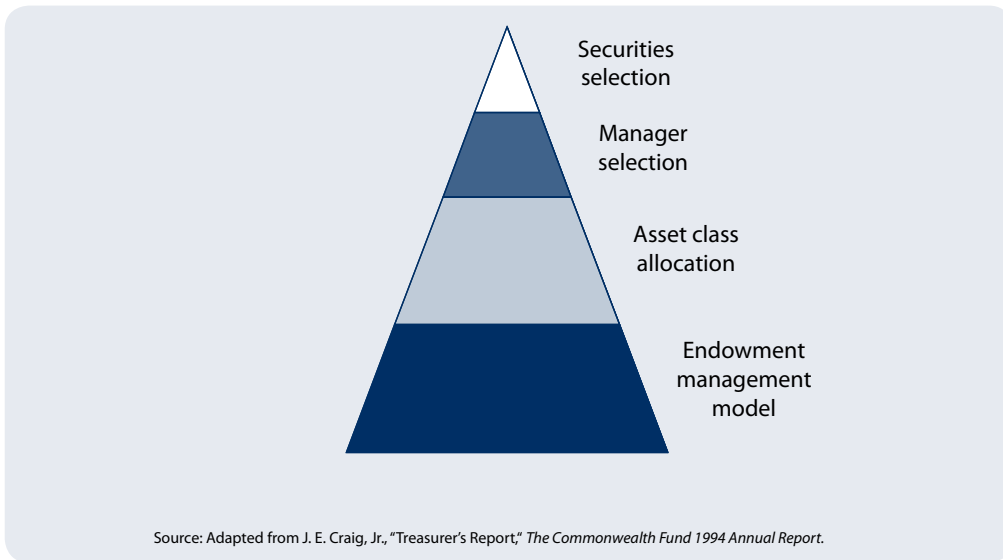 Securities
selection
Manager
selection
Asset class
allocation
Endowment
management
model
Source: Adapted from J. E. Craig, Jr., “Treasurer’s Report,” The Commonwealth Fund 1994 Annual Report.